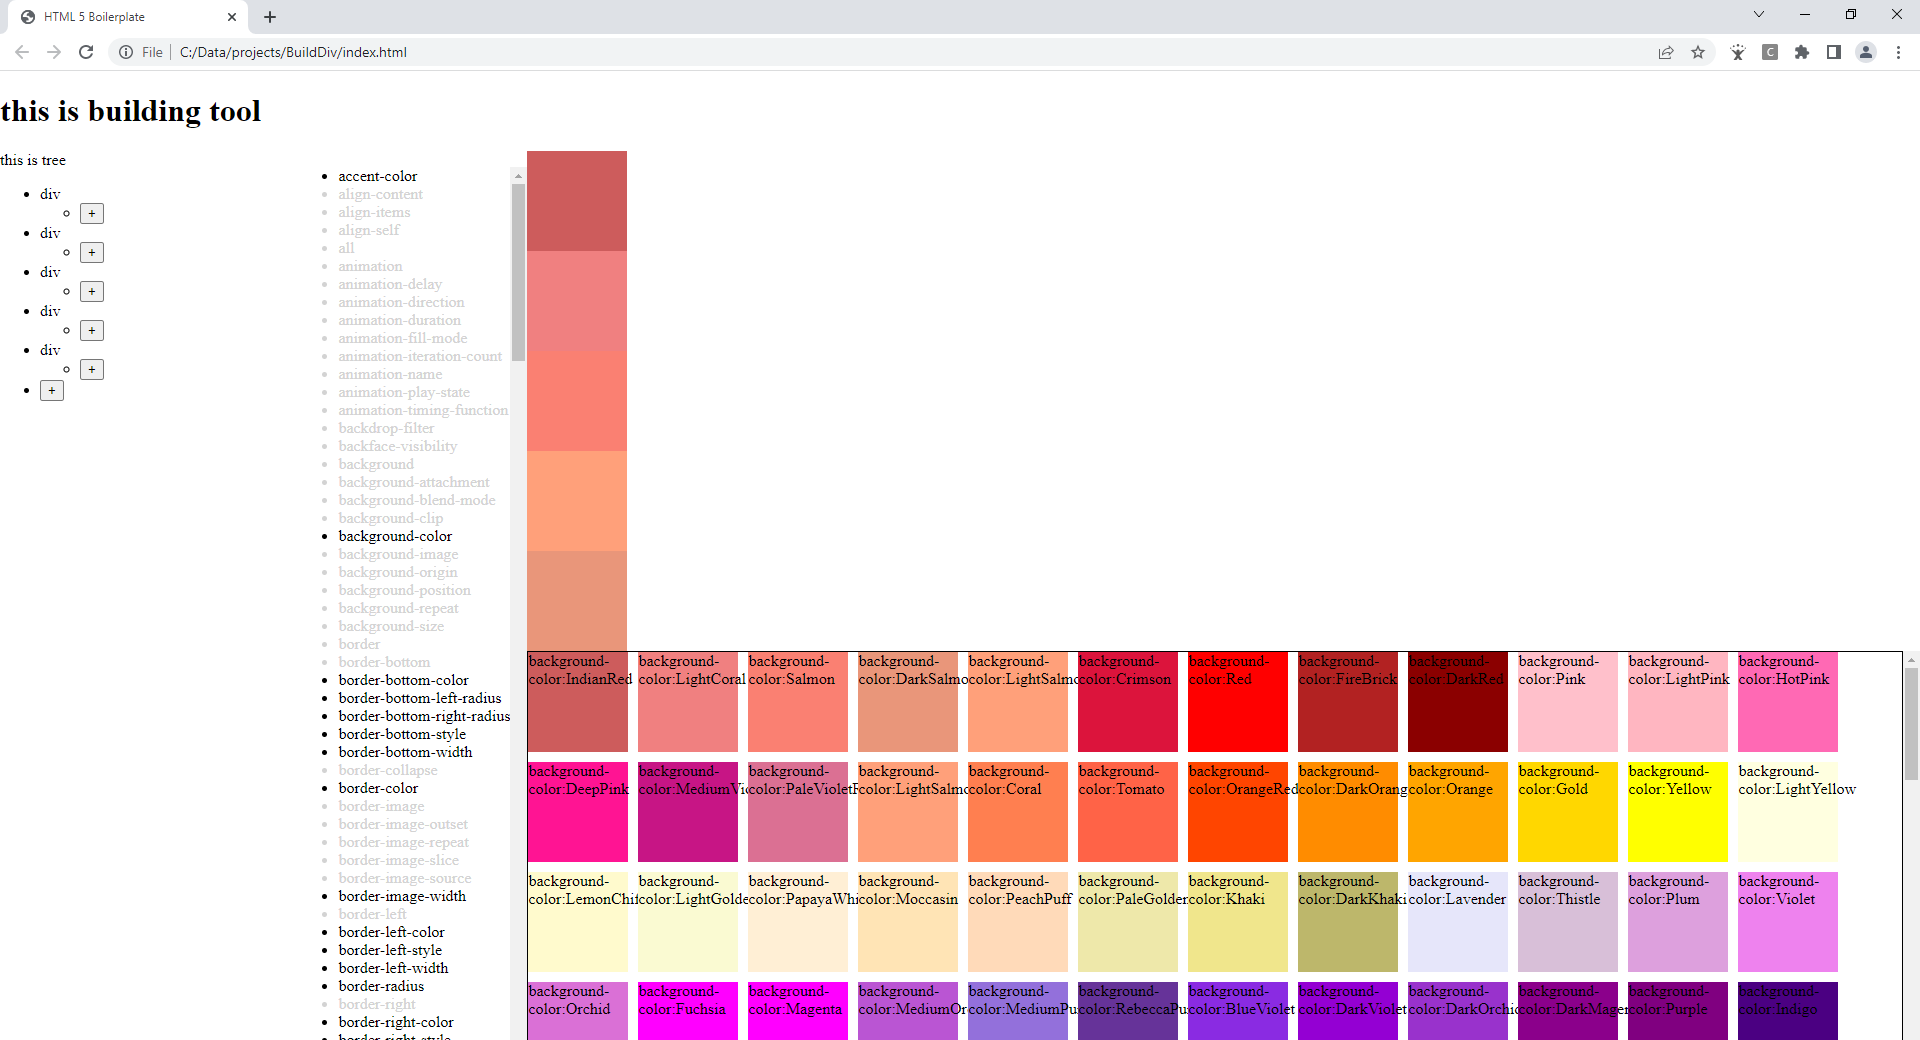 HTML 5 Boilerplate
File
C:/Data/projects/BuildDiv/index.html
C
this is building tool
this is tree
div
+
div
+
div
+
div
+
div
+
+
accent-color
align-content
align-items
align-self
all
animation
animation-delay
animation-direction
animation-duration
animation-fill-mode
animation-iteration-count
animation-name
animation-play-state
animation-timing-function
backdrop-filter
backface-visibility
background
background-attachment
background-blend-mode
background-clip
background-color
background-image
background-origin
background-position
background-repeat
background-size
border
border-bottom
border-bottom-color
border-bottom-left-radius
border-bottom-right-radius
border-bottom-style
border-bottom-width
border-collapse
border-color
border-image
border-image-outset
border-image-repeat
border-image-slice
border-image-source
border-image-width
border-left
border-left-color
border-left-style
border-left-width
border-radius
border-right
border-right-color
border-right-style
background-
color:IndianRed
background-
color:LightCoral
background-
color:Salmon
background-
color:DarkSalmo
background-
color:LightSalmo
background-
color:Crimson
background-
color:Red
background-
color:FireBrick
background-
color:DarkRed
background-
color:Pink
background-
color:LightPink
background-
color:HotPink
background-
color:DeepPink
background-
color:MediumVi
background-
color:PaleVioletR
background-
color:LightSalmo
background-
color:Coral
background-
color:Tomato
background-
color:OrangeRed
background-
color:DarkOrang
background-
color:Orange
background-
color:Gold
background-
color:Yellow
background-
color:LightYellow
background-
color:LemonChif
background-
color:LightGolde
background-
color:PapayaWhi
background-
color:Moccasin
background-
color:PeachPuff
background-
color:PaleGolden
background-
color:Khaki
background-
color:DarkKhaki
background-
color:Lavender
background-
color:Thistle
background-
color:Plum
background-
color:Violet
background-
color:Orchid
background-
color:Fuchsia
background-
color:Magenta
background-
color:MediumOr
background-
color:MediumPu
background-
color:RebeccaPu
background-
color:BlueViolet
background-
color:DarkViolet
background-
color:DarkOrchi
background-
color:DarkMagen
background-
color:Purple
background-
color:Indigo